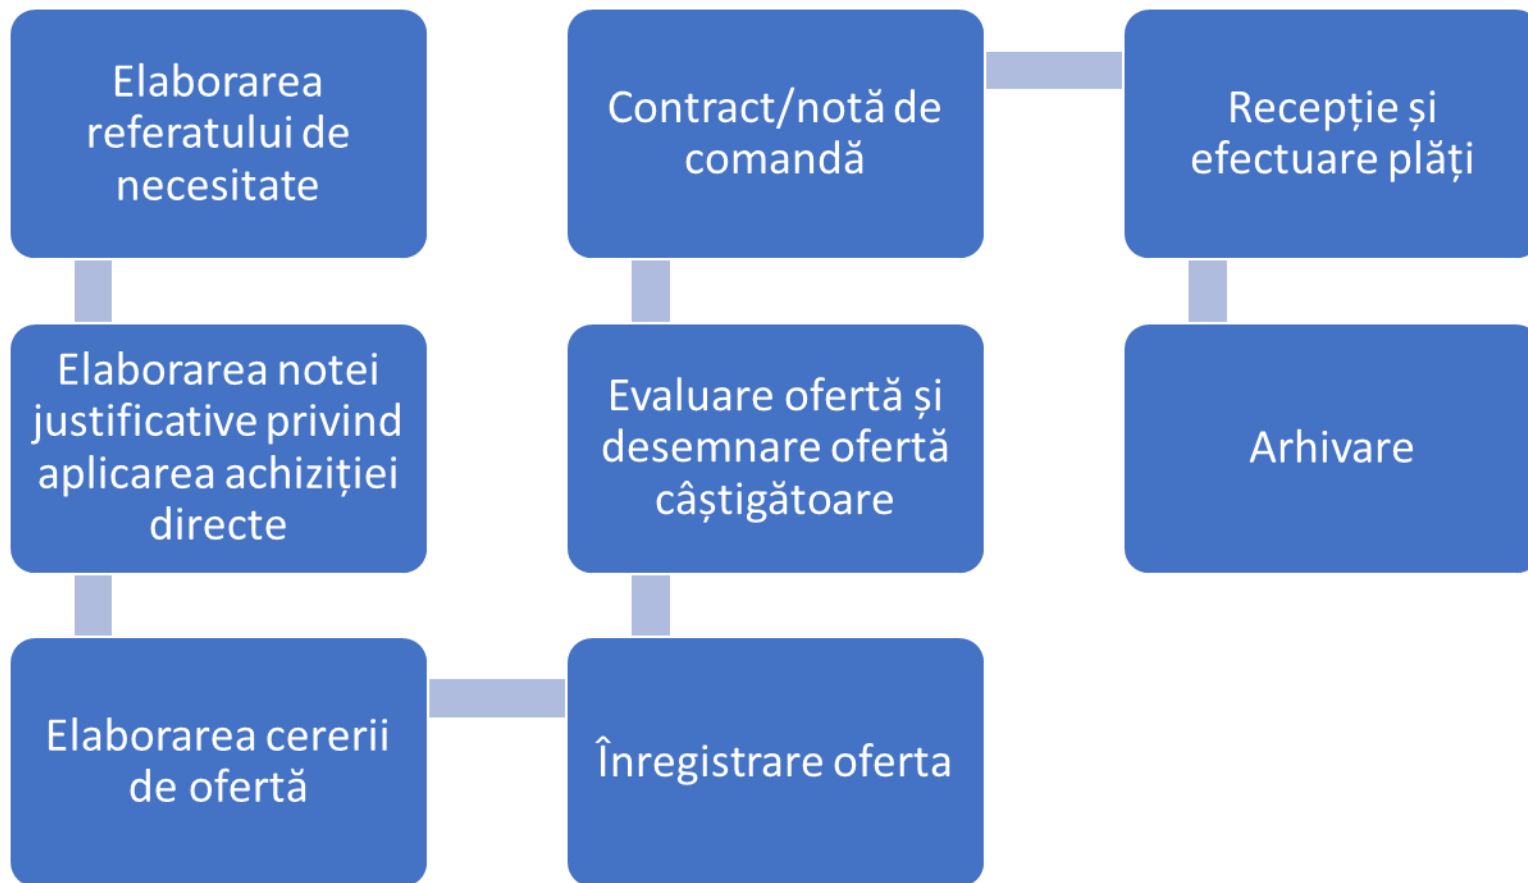 Elaborarea
referatului de
necesitate
Elaborarea notei
justificative privind
aplicarea achiziției
directe
Elaborarea cererii
de ofertă
Înregistrare oferta
Evaluare ofertă și
desemnare ofertă
câștigătoare
Contract/notă de
comandă
Recepție și
efectuare plăți
Arhivare